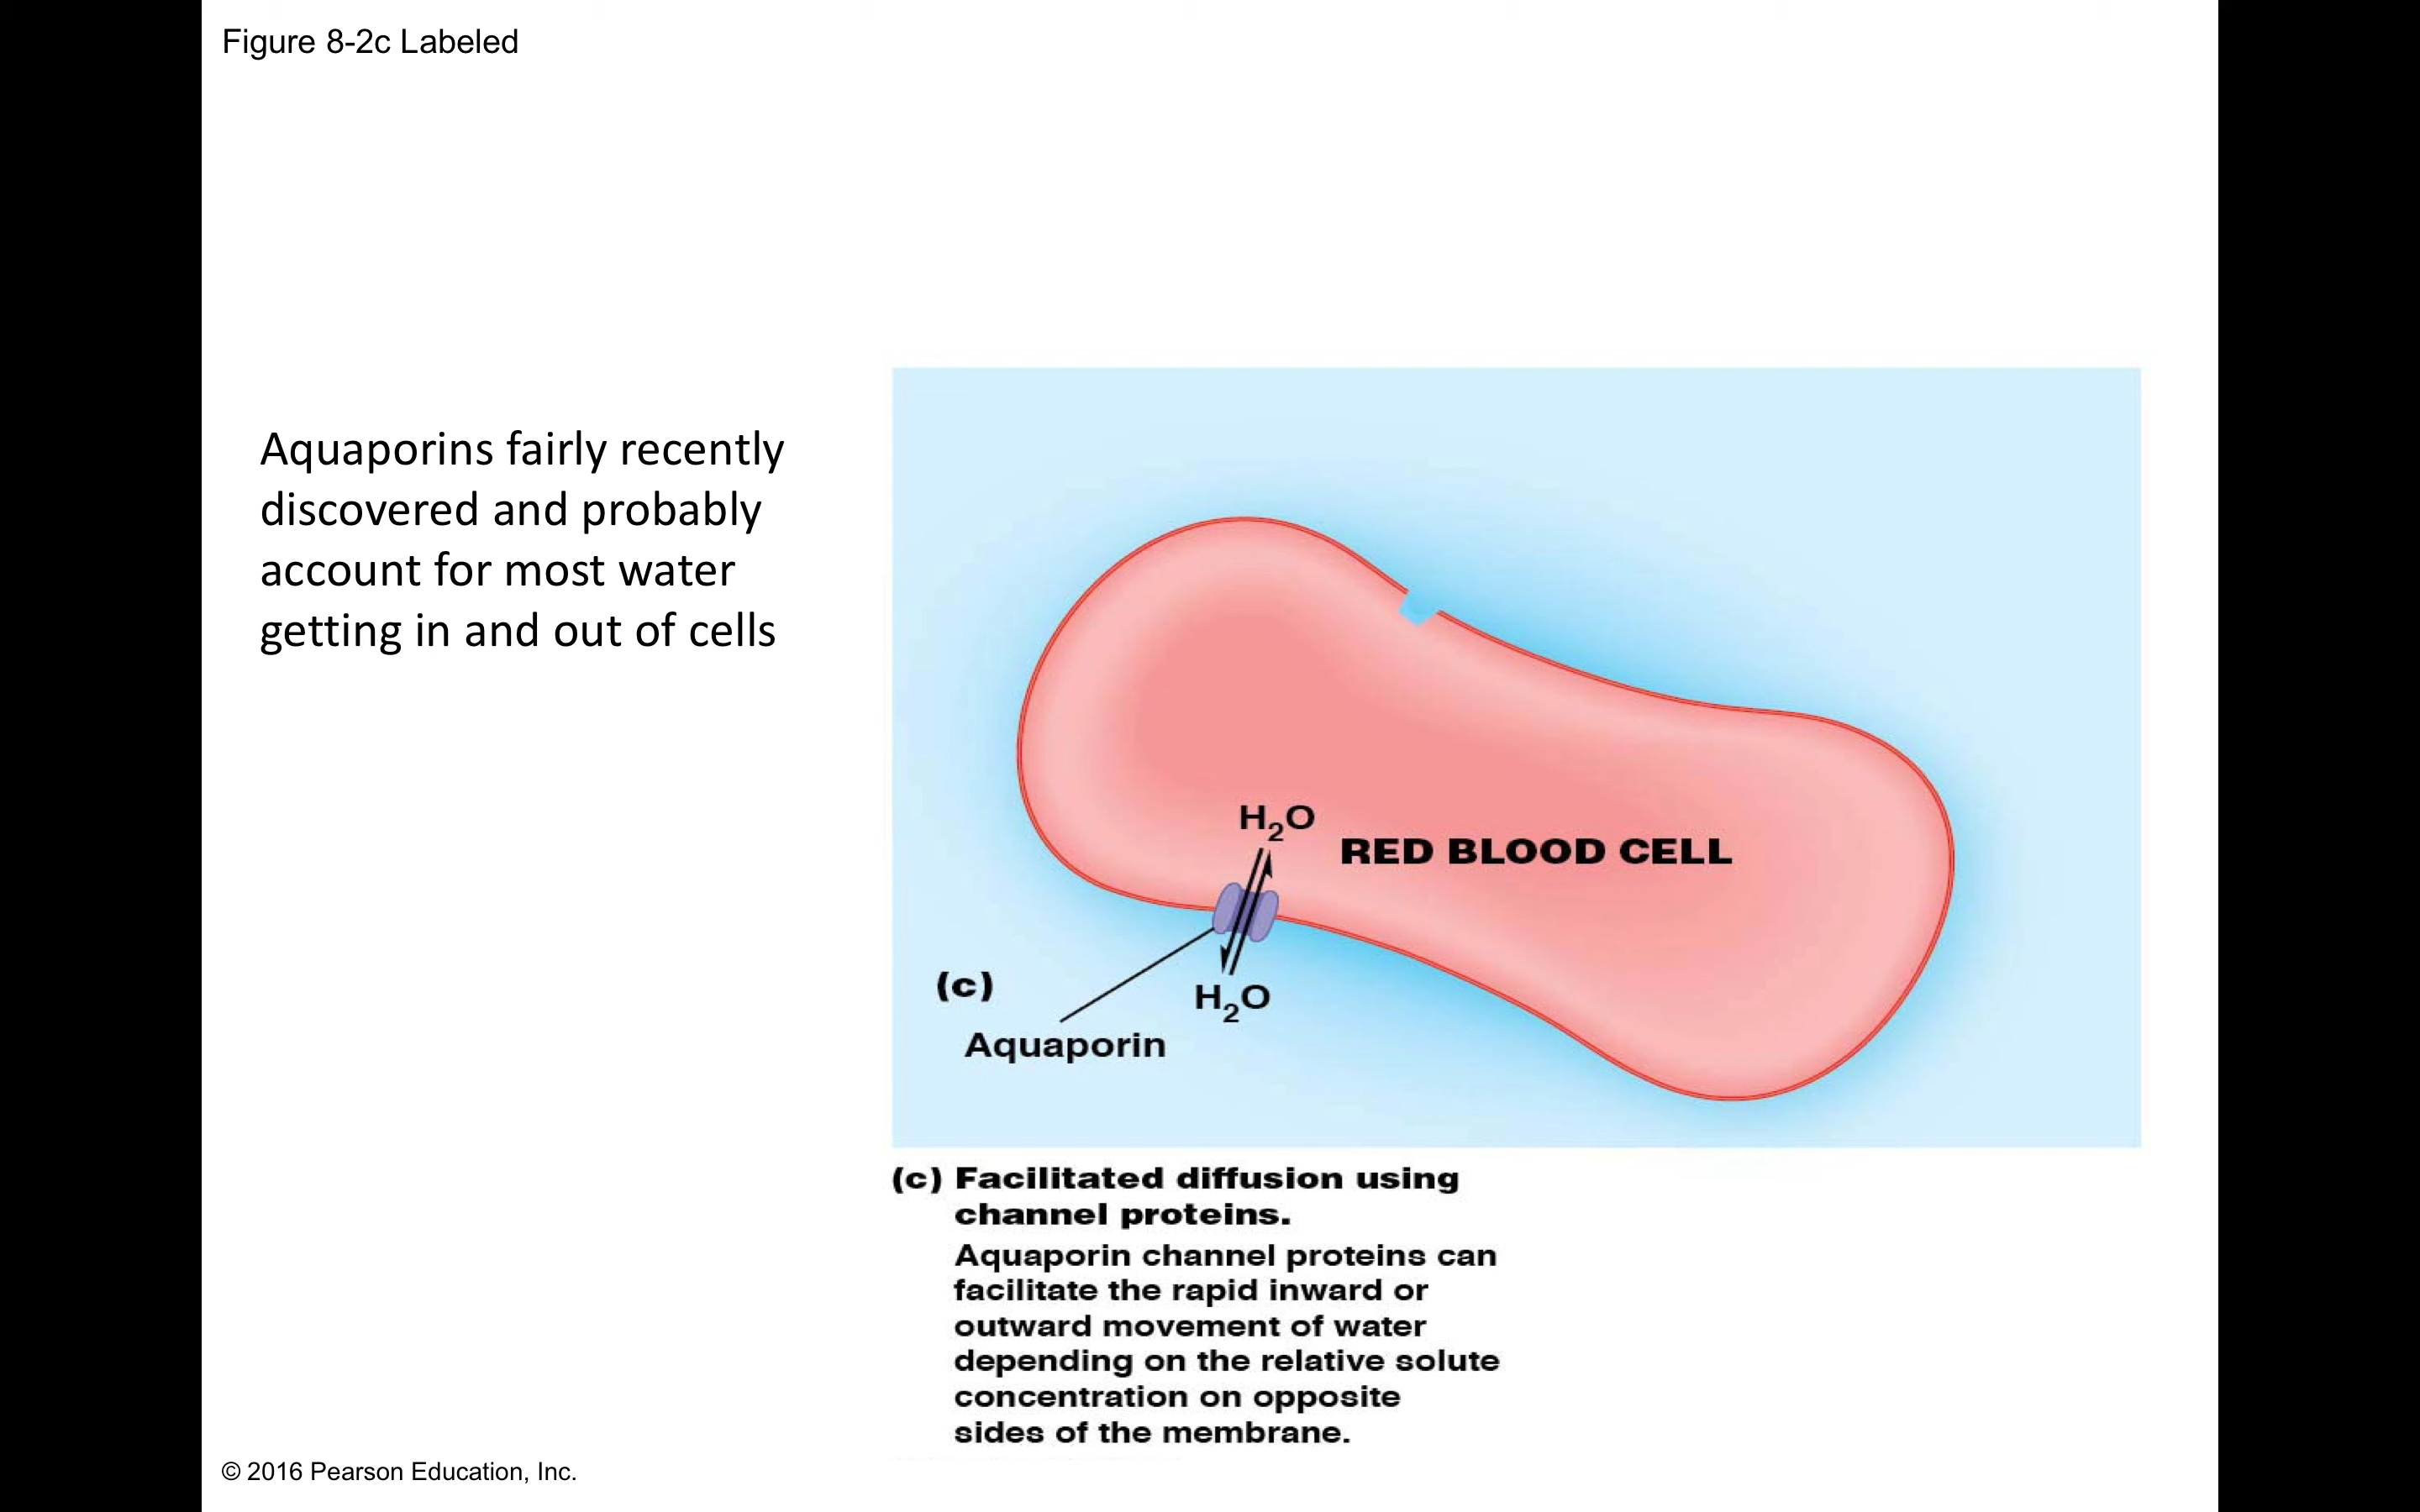 Figure 8-2c Labeled
Aquaporins fairly recently
discovered and probably
account for most water
getting in and out of cells
H₂O
RED BLOOD CELL
(c)
H₂O
Aquaporin
(c) Facilitated diffusion using
channel proteins.
Aquaporin channel proteins can
facilitate the rapid inward or
outward movement of water
depending on the relative solute
concentration on opposite
sides of the membrane.
© 2016 Pearson Education, Inc.